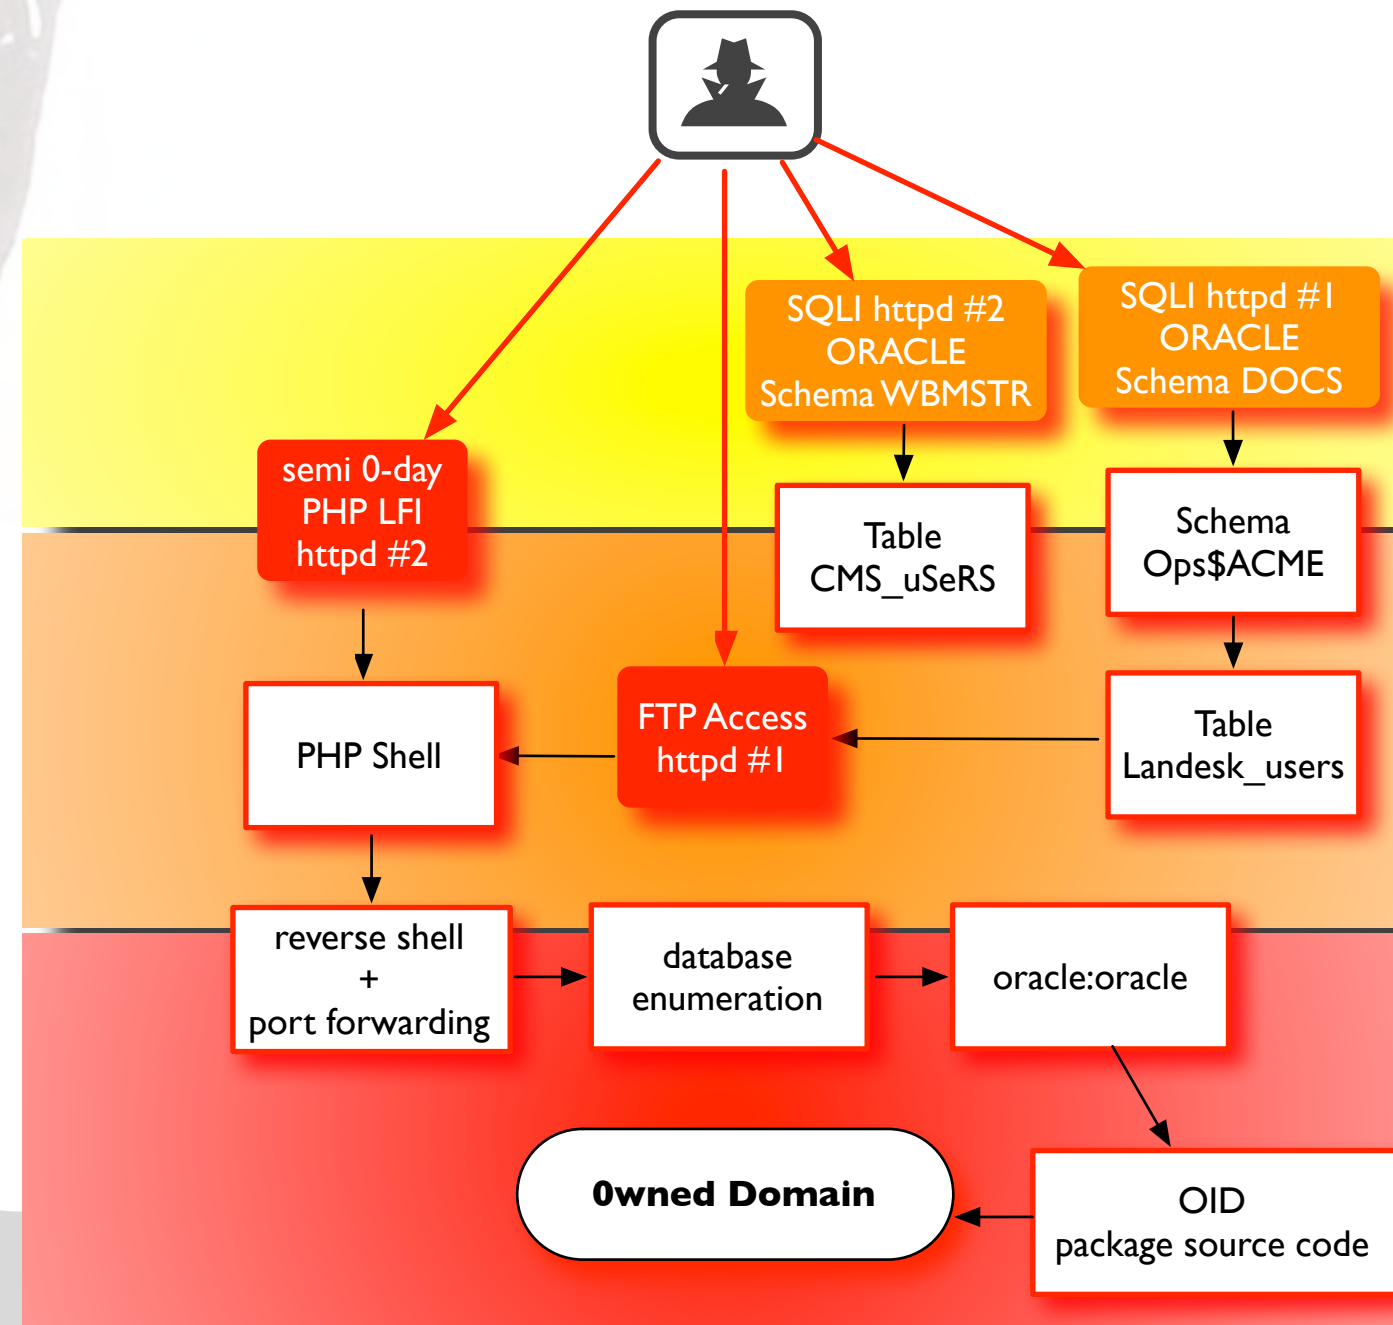 SQLI httpd #2
ORACLE
Schema WBMSTR
SQLI httpd #1
ORACLE
Schema DOCS
semi 0-day
PHP LFI
httpd #2
Table
CMS_uSeRS
Schema
Ops$ACME
PHP Shell
FTP Access
httpd #1
Table
Landesk_users
reverse shell
+
port forwarding
database
enumeration
oracle:oracle
0wned Domain
OID
package source code